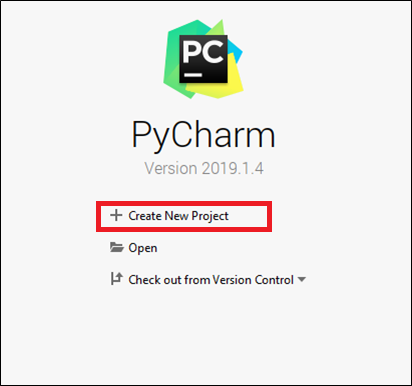 PC
PyCharm
Version 2019.1.4
Create New Project
Open
Check out from Version Control